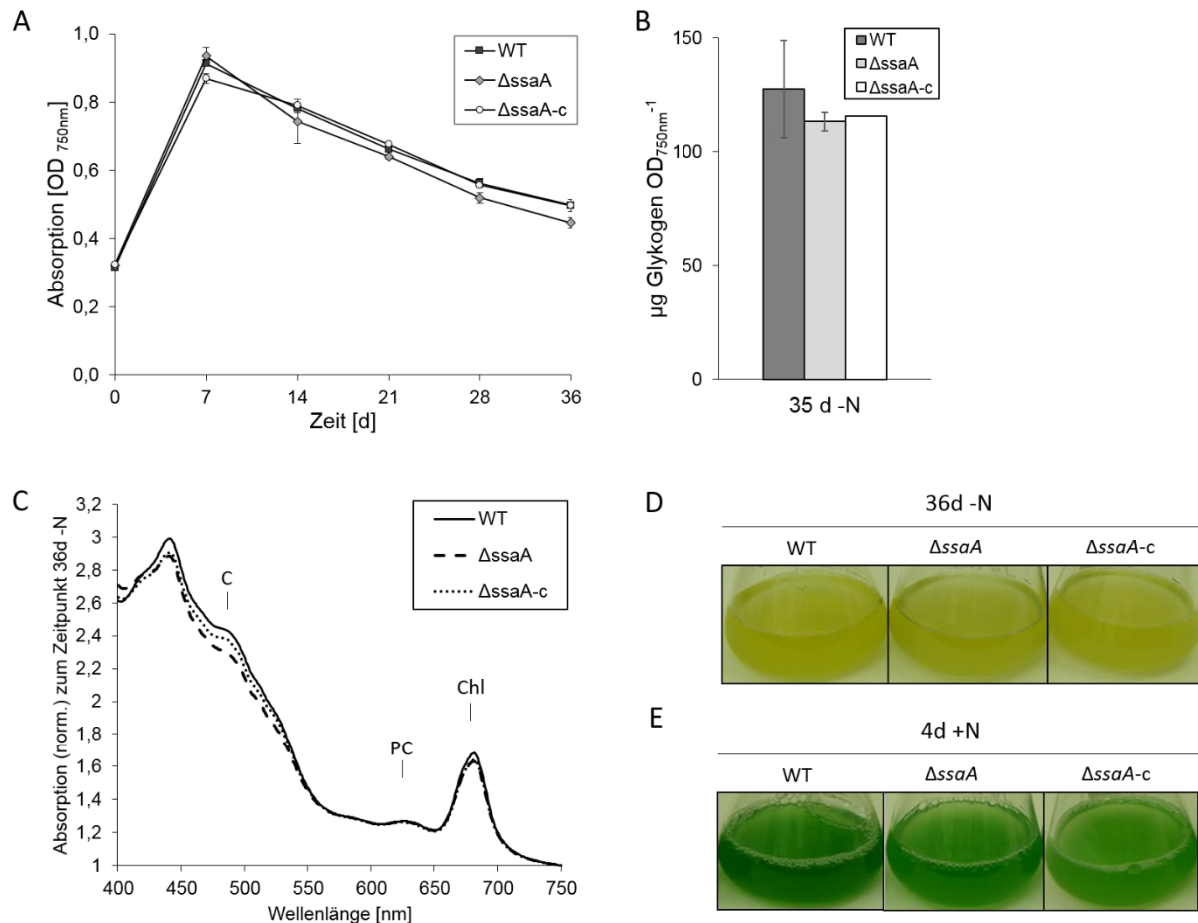 A
Absorption [OD 750nm]
1,0
0,8
0,6
0,4
0,2
0,0
0 7 14 21 28 36
Zeit [d]
WT
ΔssaA
ΔssaA-c
B
µg Glykogen OD750nm-1
150
100
50
0
35 d -N
WT
ΔssaA
ΔssaA-c
C
Absorption (norm.) zum Zeitpunkt 36d -N
3,2
3
2,8
2,6
2,4
2,2
2
1,8
1,6
1,4
1,2
1
400 450 500 550 600 650 700 750
Wellenlänge [nm]
C
PC
Chl
WT
ΔssaA
ΔssaA-c
D
36d -N
WT ΔssaA ΔssaA-c
E
4d +N
WT ΔssaA ΔssaA-c